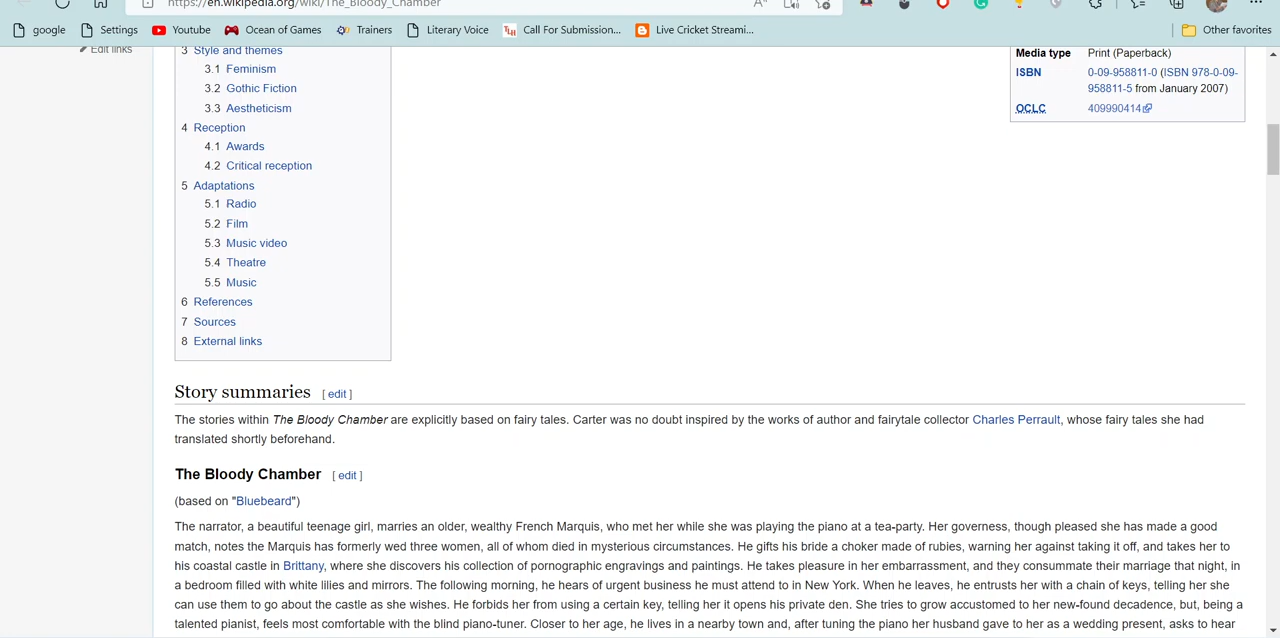 https://en.wikipedia.org/wiki/The_Bloody_Chamber
google Settings Youtube Ocean of Games Trainers Literary Voice Call For Submission... Live Cricket Streami... Other favorites
Edit links
3 Style and themes
3.1 Feminism
3.2 Gothic Fiction
3.3 Aestheticism
4 Reception
4.1 Awards
4.2 Critical reception
5 Adaptations
5.1 Radio
5.2 Film
5.3 Music video
5.4 Theatre
5.5 Music
6 References
7 Sources
8 External links
Media type Print (Paperback)
ISBN 0-09-958811-0 (ISBN 978-0-09-
958811-5 from January 2007)
OCLC 409990414
Story summaries [ edit ]
The stories within The Bloody Chamber are explicitly based on fairy tales. Carter was no doubt inspired by the works of author and fairytale collector Charles Perrault, whose fairy tales she had
translated shortly beforehand.
The Bloody Chamber [ edit ]
(based on "Bluebeard")
The narrator, a beautiful teenage girl, marries an older, wealthy French Marquis, who met her while she was playing the piano at a tea-party. Her governess, though pleased she has made a good
match, notes the Marquis has formerly wed three women, all of whom died in mysterious circumstances. He gifts his bride a choker made of rubies, warning her against taking it off, and takes her to
his coastal castle in Brittany, where she discovers his collection of pornographic engravings and paintings. He takes pleasure in her embarrassment, and they consummate their marriage that night, in
a bedroom filled with white lilies and mirrors. The following morning, he hears of urgent business he must attend to in New York. When he leaves, he entrusts her with a chain of keys, telling her she
can use them to go about the castle as she wishes. He forbids her from using a certain key, telling her it opens his private den. She tries to grow accustomed to her new-found decadence, but, being a
talented pianist, feels most comfortable with the blind piano-tuner. Closer to her age, he lives in a nearby town and, after tuning the piano her husband gave to her as a wedding present, asks to hear